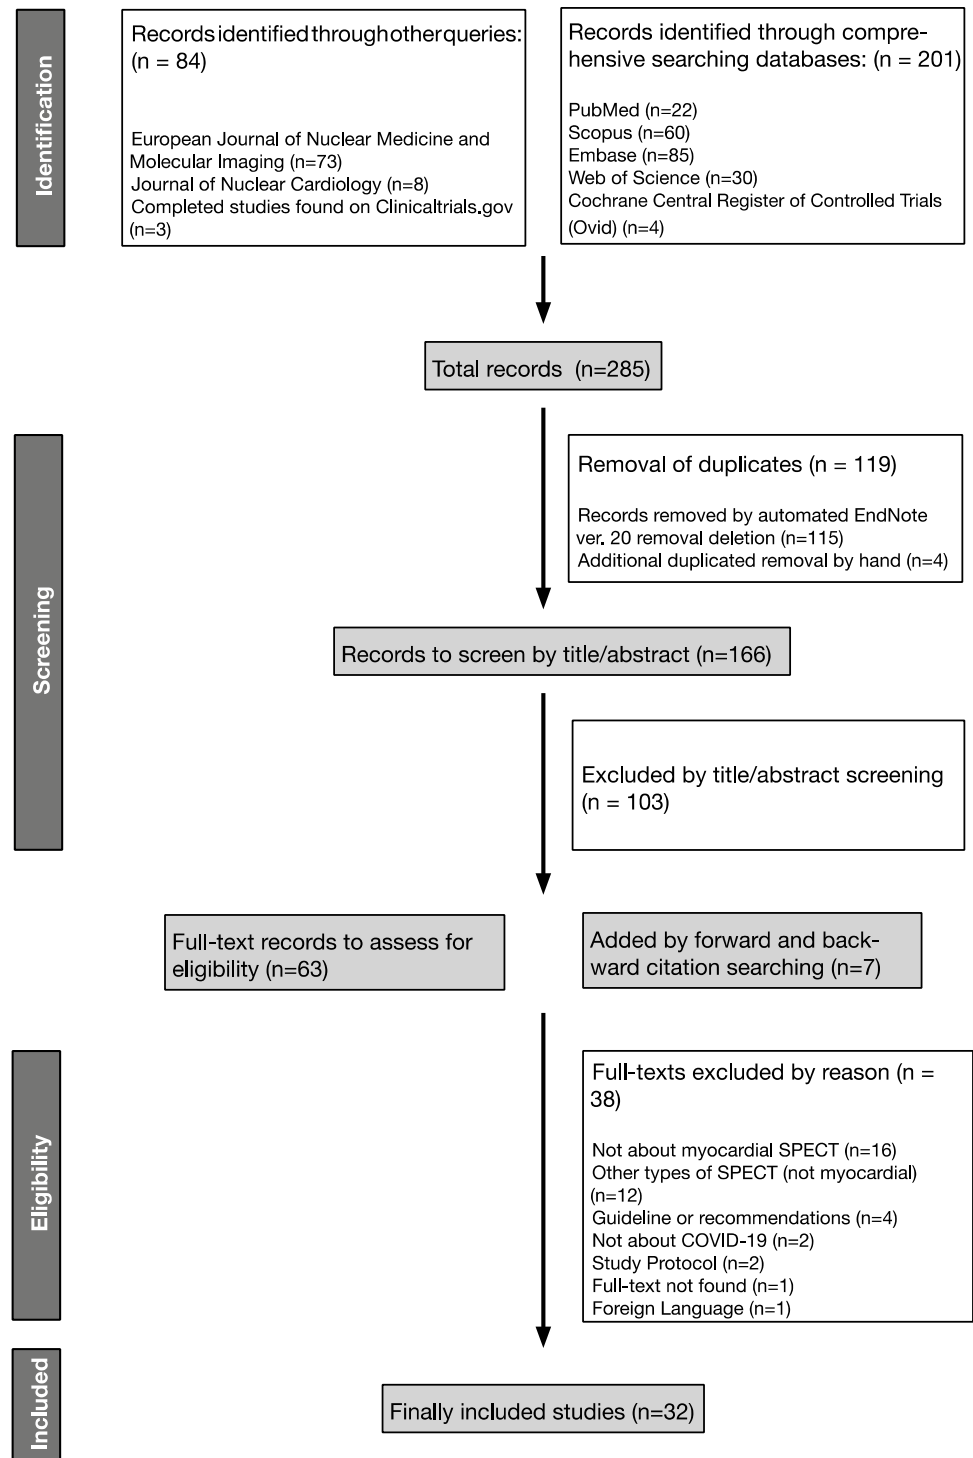 Identification
Records identified through other queries:
(n = 84)
European Journal of Nuclear Medicine and
Molecular Imaging (n=73)
Journal of Nuclear Cardiology (n=8)
Completed studies found on Clinicaltrials.gov
(n=3)
Records identified through compre-
hensive searching databases: (n = 201)
PubMed (n=22)
Scopus (n=60)
Embase (n=85)
Web of Science (n=30)
Cochrane Central Register of Controlled Trials
(Ovid) (n=4)
Total records (n=285)
Screening
Removal of duplicates (n = 119)
Records removed by automated EndNote
ver. 20 removal deletion (n=115)
Additional duplicated removal by hand (n=4)
Records to screen by title/abstract (n=166)
Excluded by title/abstract screening
(n = 103)
Full-text records to assess for
eligibility (n=63)
Added by forward and back-
ward citation searching (n=7)
Eligibility
Full-texts excluded by reason (n =
38)
Not about myocardial SPECT (n=16)
Other types of SPECT (not myocardial)
(n=12)
Guideline or recommendations (n=4)
Not about COVID-19 (n=2)
Study Protocol (n=2)
Full-text not found (n=1)
Foreign Language (n=1)
Included
Finally included studies (n=32)